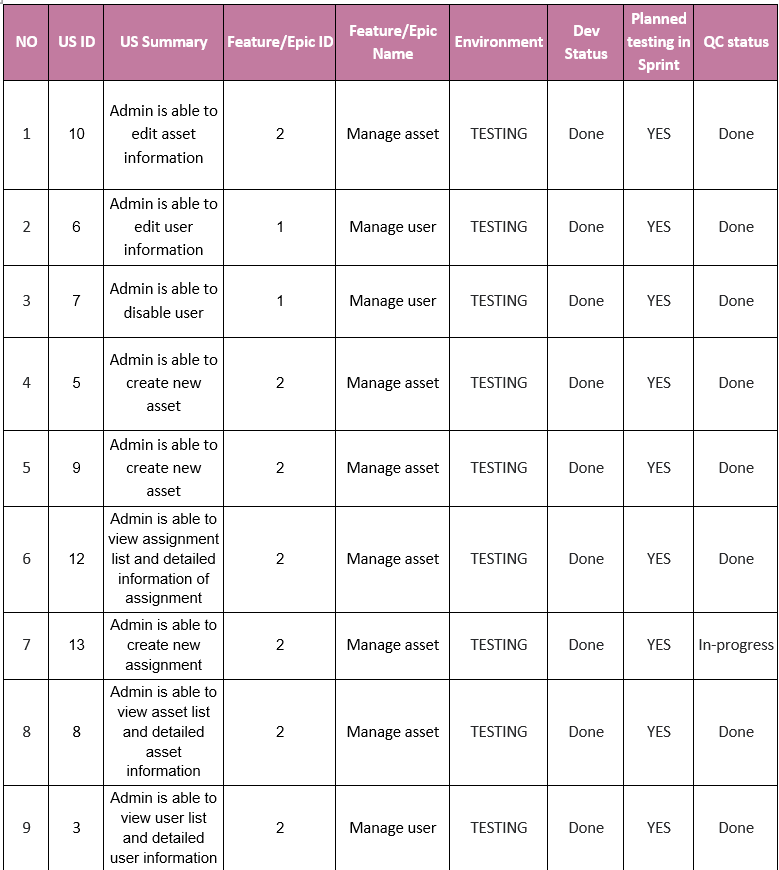 NO US ID US Summary Feature/Epic ID Feature/Epic Name Environment Dev Status Planned testing in Sprint QC status
1 10 Admin is able to edit asset information 2 Manage asset TESTING Done YES Done
2 6 Admin is able to edit user information 1 Manage user TESTING Done YES Done
3 7 Admin is able to disable user 1 Manage user TESTING Done YES Done
4 5 Admin is able to create new asset 2 Manage asset TESTING Done YES Done
5 9 Admin is able to create new asset 2 Manage asset TESTING Done YES Done
6 12 Admin is able to view assignment list and detailed information of assignment 2 Manage asset TESTING Done YES Done
7 13 Admin is able to create new assignment 2 Manage asset TESTING Done YES In-progress
8 8 Admin is able to view asset list and detailed asset information 2 Manage asset TESTING Done YES Done
9 3 Admin is able to view user list and detailed user information 2 Manage user TESTING Done YES Done